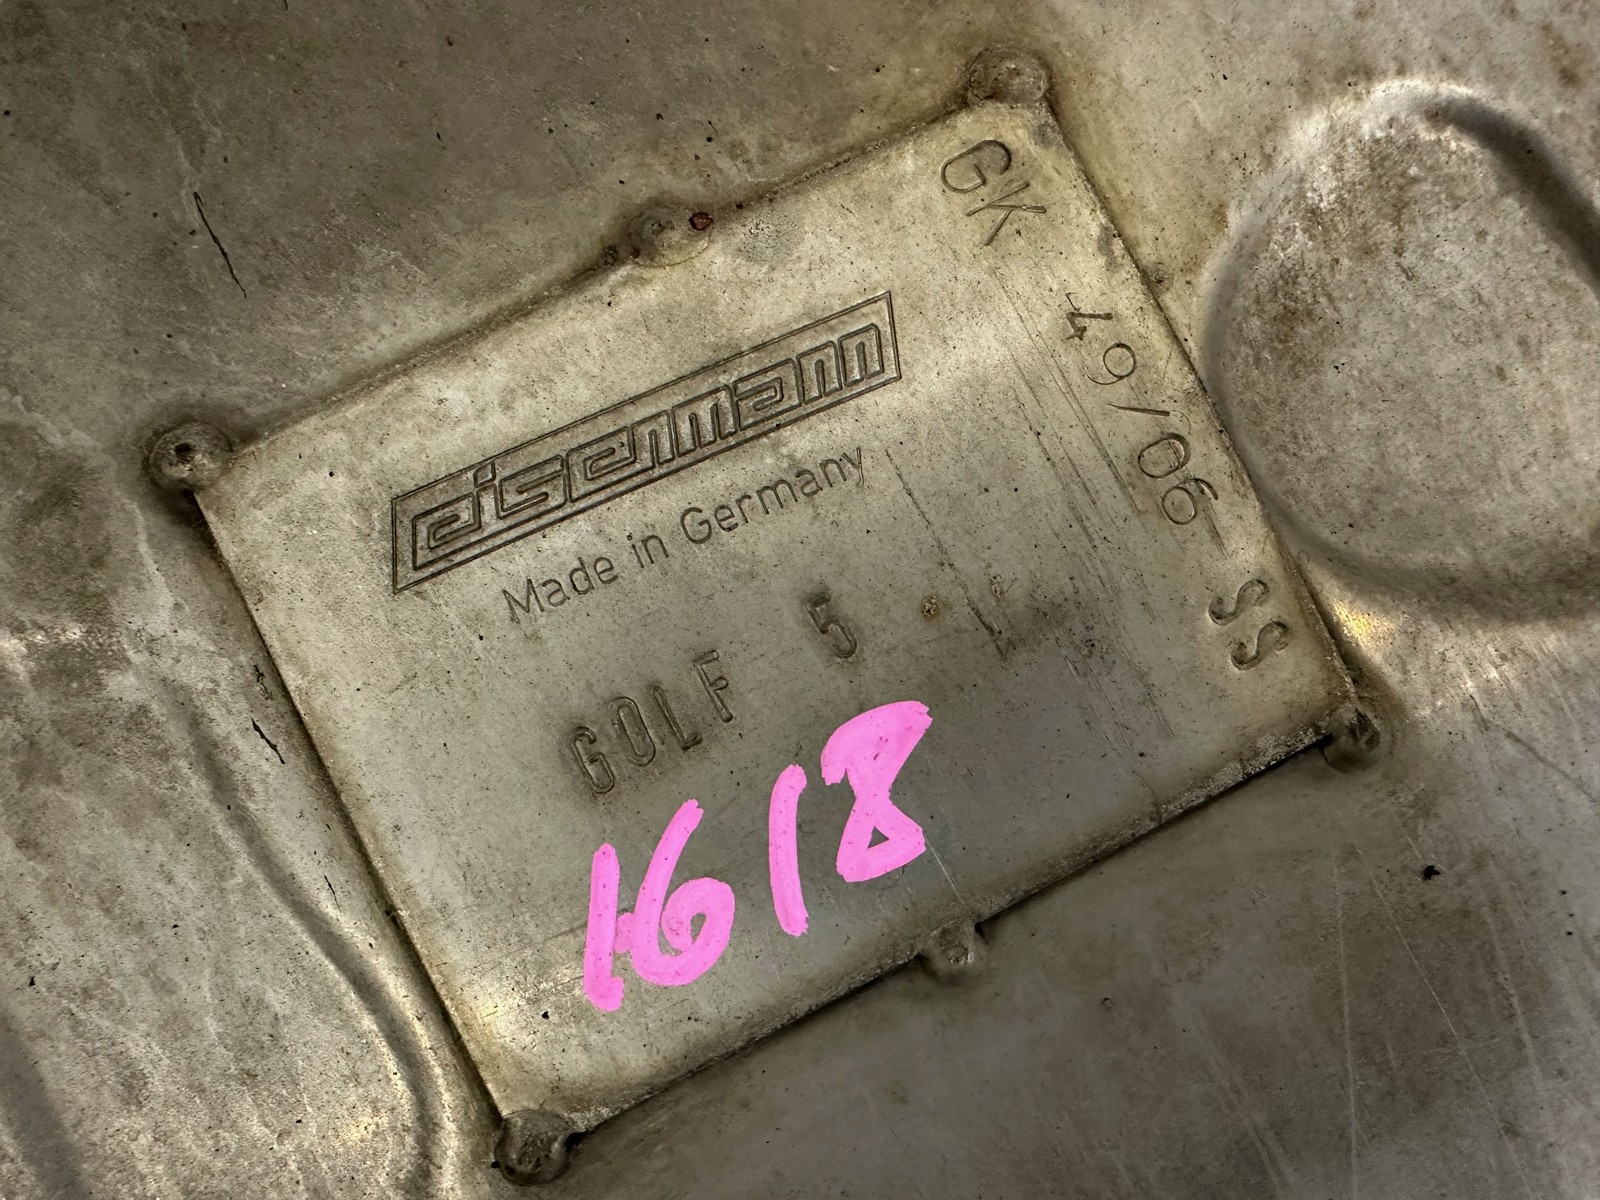 eisenmann
Made in Germany
GOLF 5
1618
GK 49/06 SS